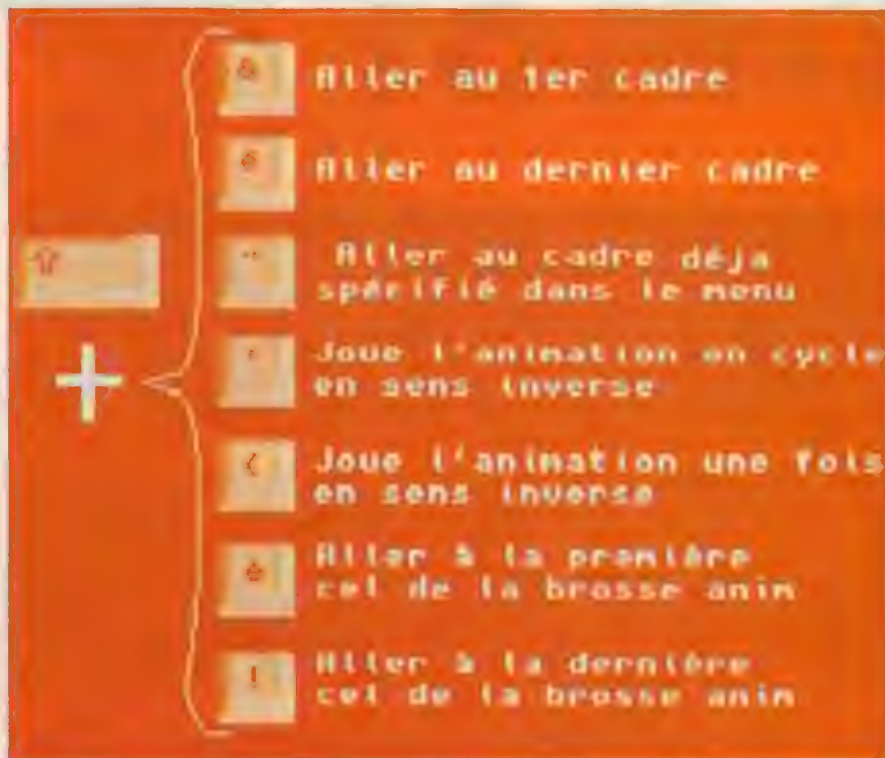 &
Aller au 1er cadre
é
Aller au dernier cadre
"
Aller au cadre déja
spécifié dans le menu
'
Joue l'animation en cycle
en sens inverse
(
Joue l'animation une fois
en sens inverse
è
Aller à la première
cel de la brosse anim
!
Aller à la dernière
cel de la brosse anim